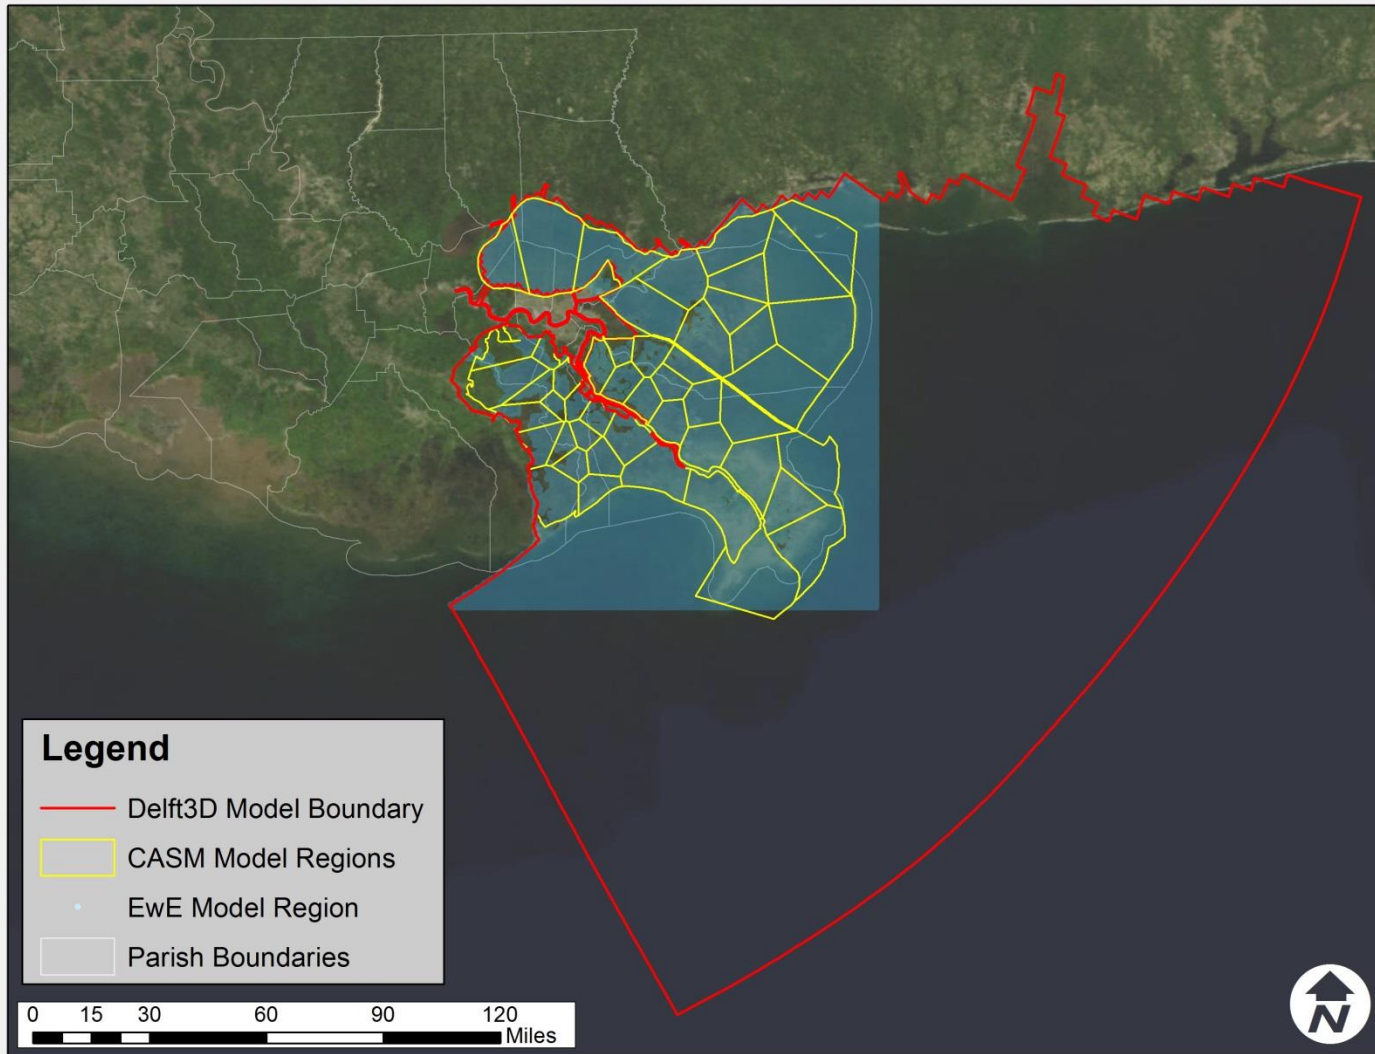 Legend
Delft3D Model Boundary
CASM Model Regions
EwE Model Region
Parish Boundaries
0 15 30 60 90 120
Miles
N